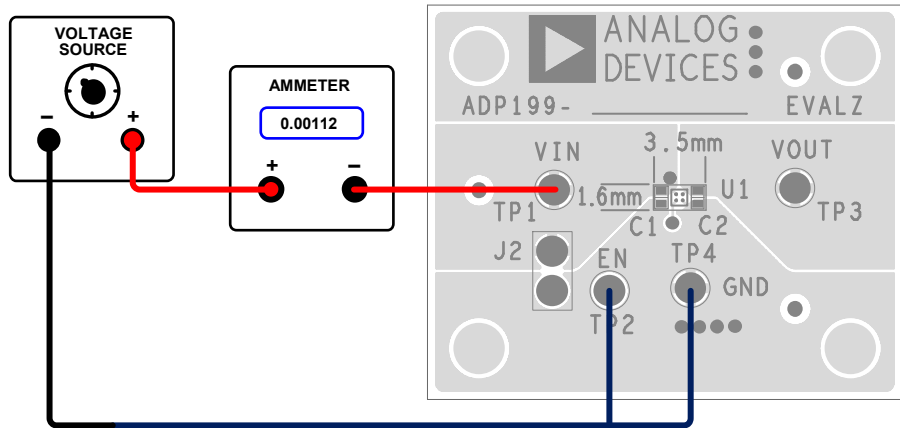 VOLTAGE
SOURCE
–
+
AMMETER
0.00112
+
–
ANALOG
DEVICES
ADP199-
EVALZ
3.5mm
VIN
VOUT
1.6mm
U1
TP1
TP3
C1
C2
J2
EN
TP4
GND
TP2